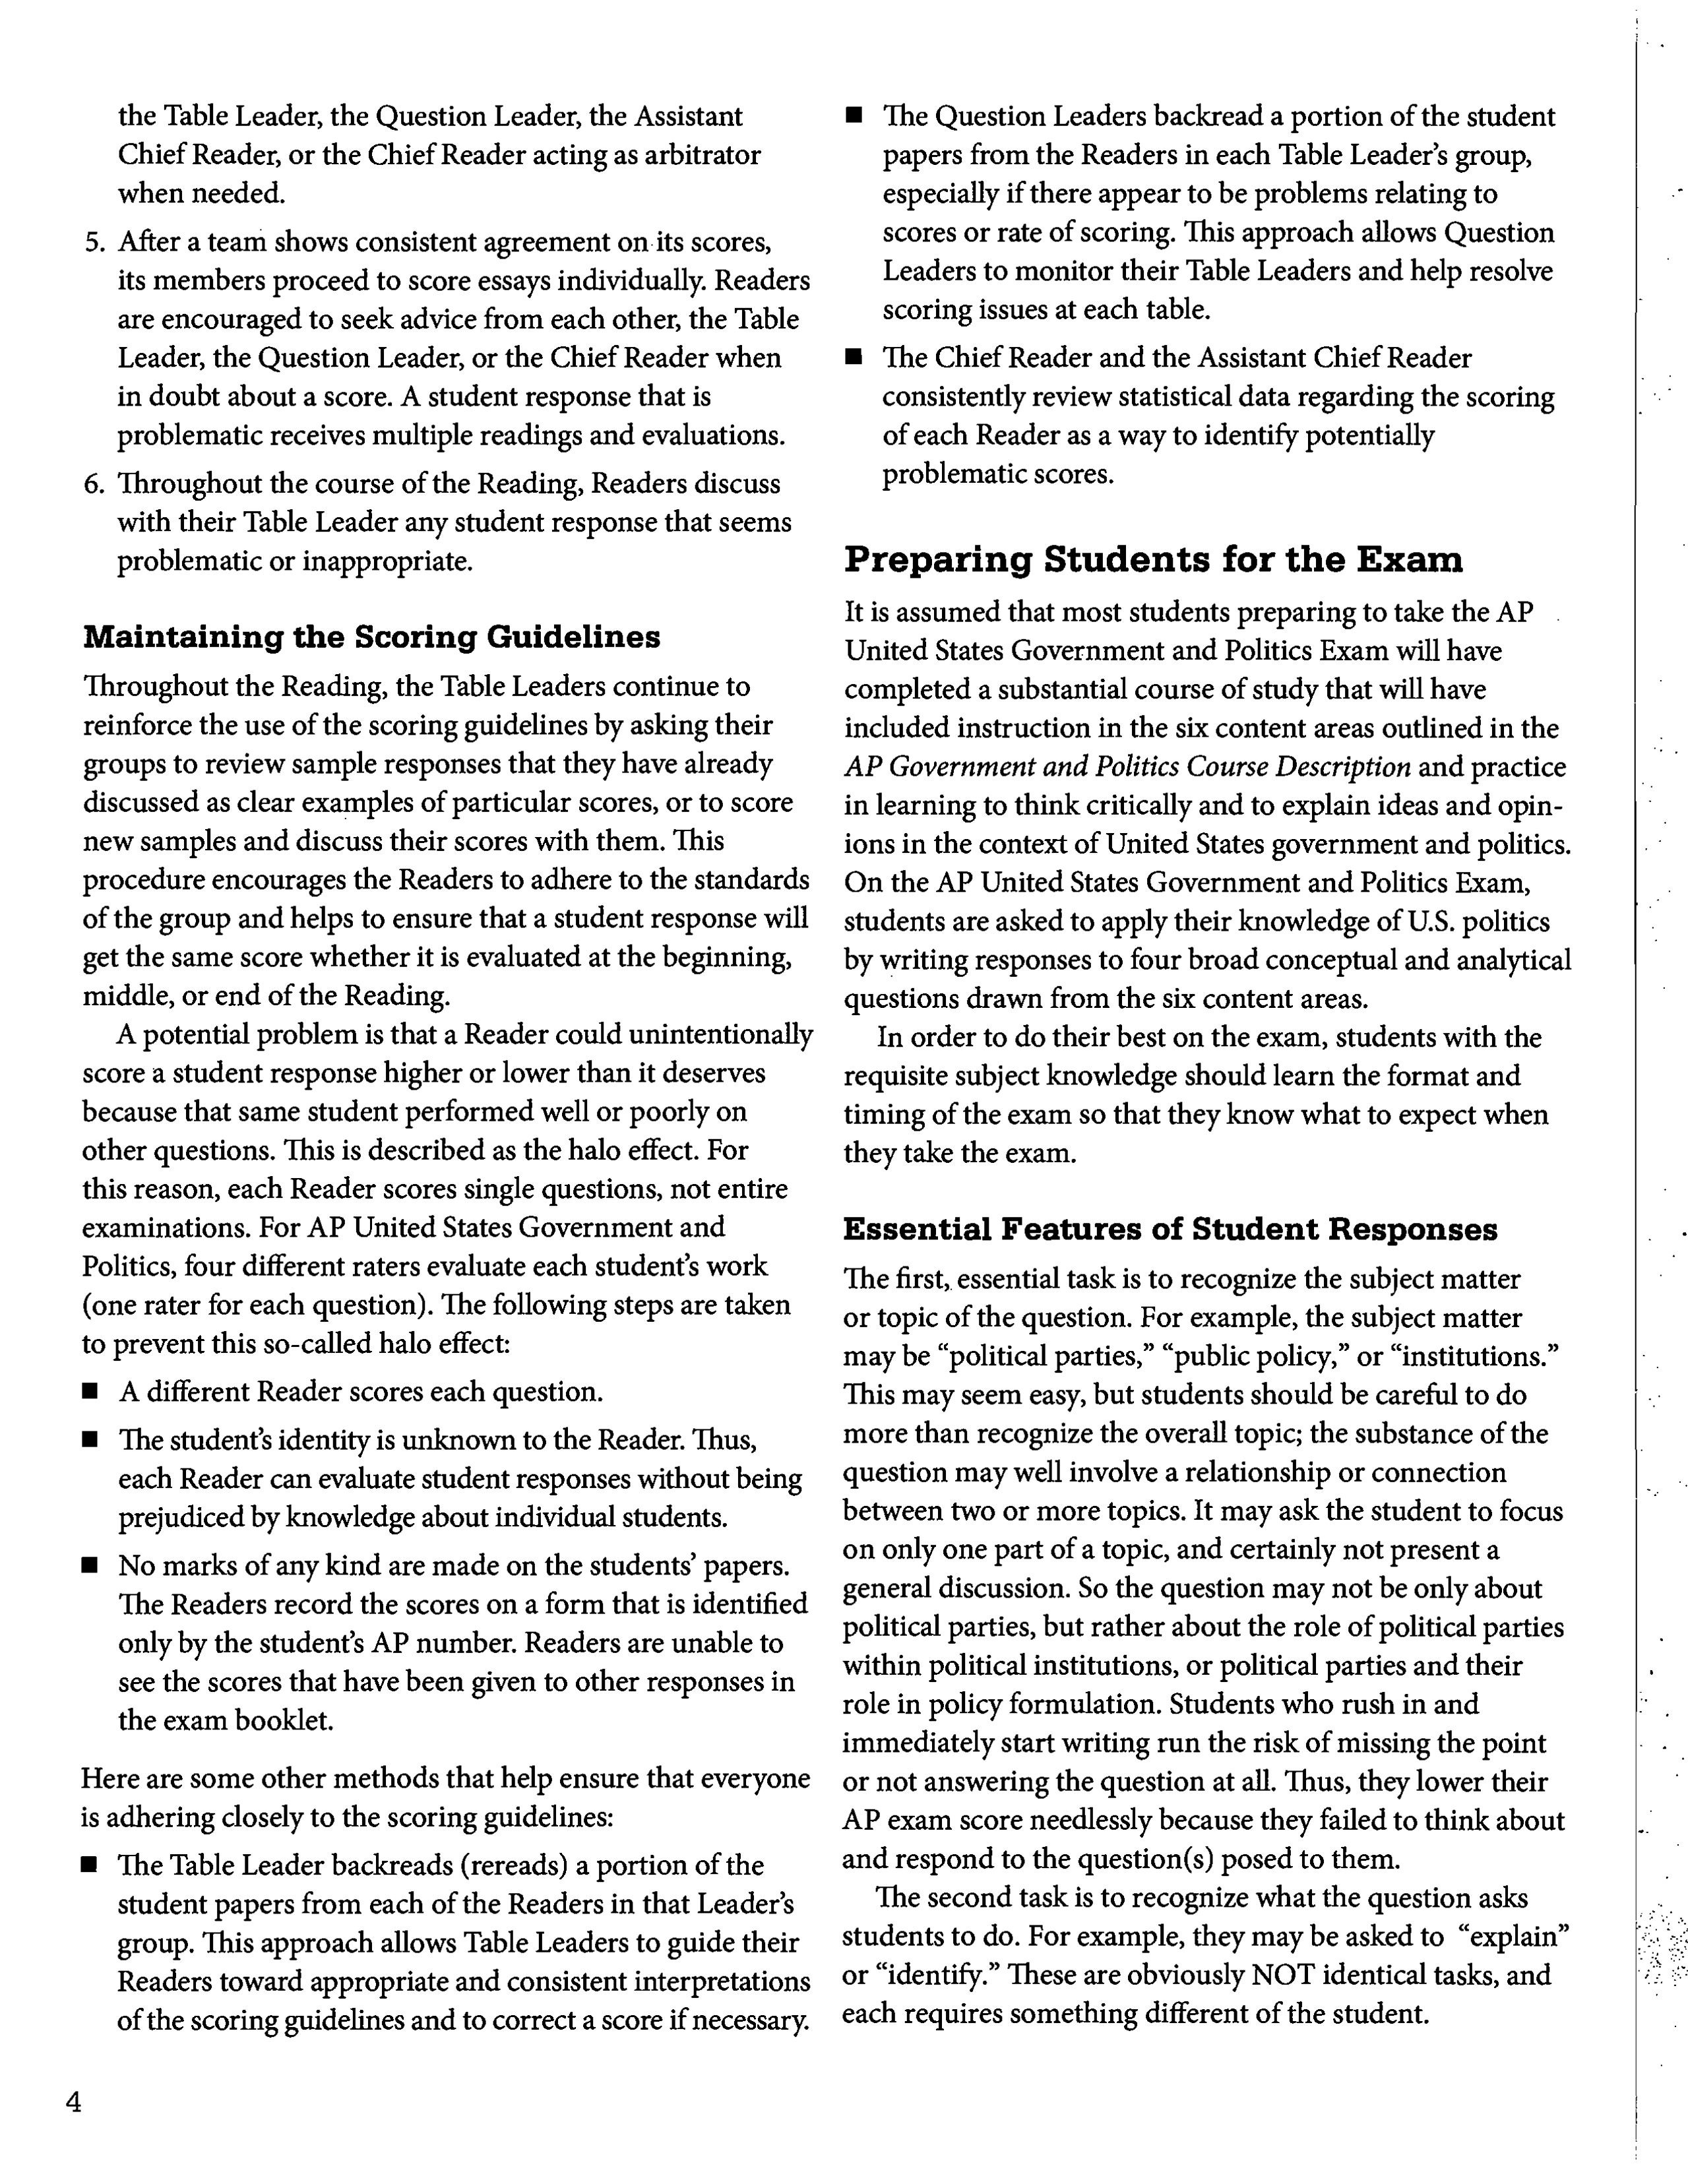 the Table Leader, the Question Leader, the Assistant
Chief Reader, or the Chief Reader acting as arbitrator
when needed.
5. After a team shows consistent agreement on its scores,
its members proceed to score essays individually. Readers
are encouraged to seek advice from each other, the Table
Leader, the Question Leader, or the Chief Reader when
in doubt about a score. A student response that is
problematic receives multiple readings and evaluations.
6. Throughout the course of the Reading, Readers discuss
with their Table Leader any student response that seems
problematic or inappropriate.
Maintaining the Scoring Guidelines
Throughout the Reading, the Table Leaders continue to
reinforce the use of the scoring guidelines by asking their
groups to review sample responses that they have already
discussed as clear examples of particular scores, or to score
new samples and discuss their scores with them. This
procedure encourages the Readers to adhere to the standards
of the group and helps to ensure that a student response will
get the same score whether it is evaluated at the beginning,
middle, or end of the Reading.
A potential problem is that a Reader could unintentionally
score a student response higher or lower than it deserves
because that same student performed well or poorly on
other questions. This is described as the halo effect. For
this reason, each Reader scores single questions, not entire
examinations. For AP United States Government and
Politics, four different raters evaluate each student's work
(one rater for each question). The following steps are taken
to prevent this so-called halo effect:
■ A different Reader scores each question.
■ The student's identity is unknown to the Reader. Thus,
each Reader can evaluate student responses without being
prejudiced by knowledge about individual students.
■ No marks of any kind are made on the students' papers.
The Readers record the scores on a form that is identified
only by the student's AP number. Readers are unable to
see the scores that have been given to other responses in
the exam booklet.
Here are some other methods that help ensure that everyone
is adhering closely to the scoring guidelines:
■ The Table Leader backreads (rereads) a portion of the
student papers from each of the Readers in that Leader's
group. This approach allows Table Leaders to guide their
Readers toward appropriate and consistent interpretations
of the scoring guidelines and to correct a score if necessary.
■ The Question Leaders backread a portion of the student
papers from the Readers in each Table Leader's group,
especially if there appear to be problems relating to
scores or rate of scoring. This approach allows Question
Leaders to monitor their Table Leaders and help resolve
scoring issues at each table.
■ The Chief Reader and the Assistant Chief Reader
consistently review statistical data regarding the scoring
of each Reader as a way to identify potentially
problematic scores.
Preparing Students for the Exam
It is assumed that most students preparing to take the AP
United States Government and Politics Exam will have
completed a substantial course of study that will have
included instruction in the six content areas outlined in the
AP Government and Politics Course Description and practice
in learning to think critically and to explain ideas and opin-
ions in the context of United States government and politics.
On the AP United States Government and Politics Exam,
students are asked to apply their knowledge of U.S. politics
by writing responses to four broad conceptual and analytical
questions drawn from the six content areas.
In order to do their best on the exam, students with the
requisite subject knowledge should learn the format and
timing of the exam so that they know what to expect when
they take the exam.
Essential Features of Student Responses
The first, essential task is to recognize the subject matter
or topic of the question. For example, the subject matter
may be “political parties,” “public policy,” or “institutions.”
This may seem easy, but students should be careful to do
more than recognize the overall topic; the substance of the
question may well involve a relationship or connection
between two or more topics. It may ask the student to focus
on only one part of a topic, and certainly not present a
general discussion. So the question may not be only about
political parties, but rather about the role of political parties
within political institutions, or political parties and their
role in policy formulation. Students who rush in and
immediately start writing run the risk of missing the point
or not answering the question at all. Thus, they lower their
AP exam score needlessly because they failed to think about
and respond to the question(s) posed to them.
The second task is to recognize what the question asks
students to do. For example, they may be asked to “explain”
or “identify.” These are obviously NOT identical tasks, and
each requires something different of the student.
4